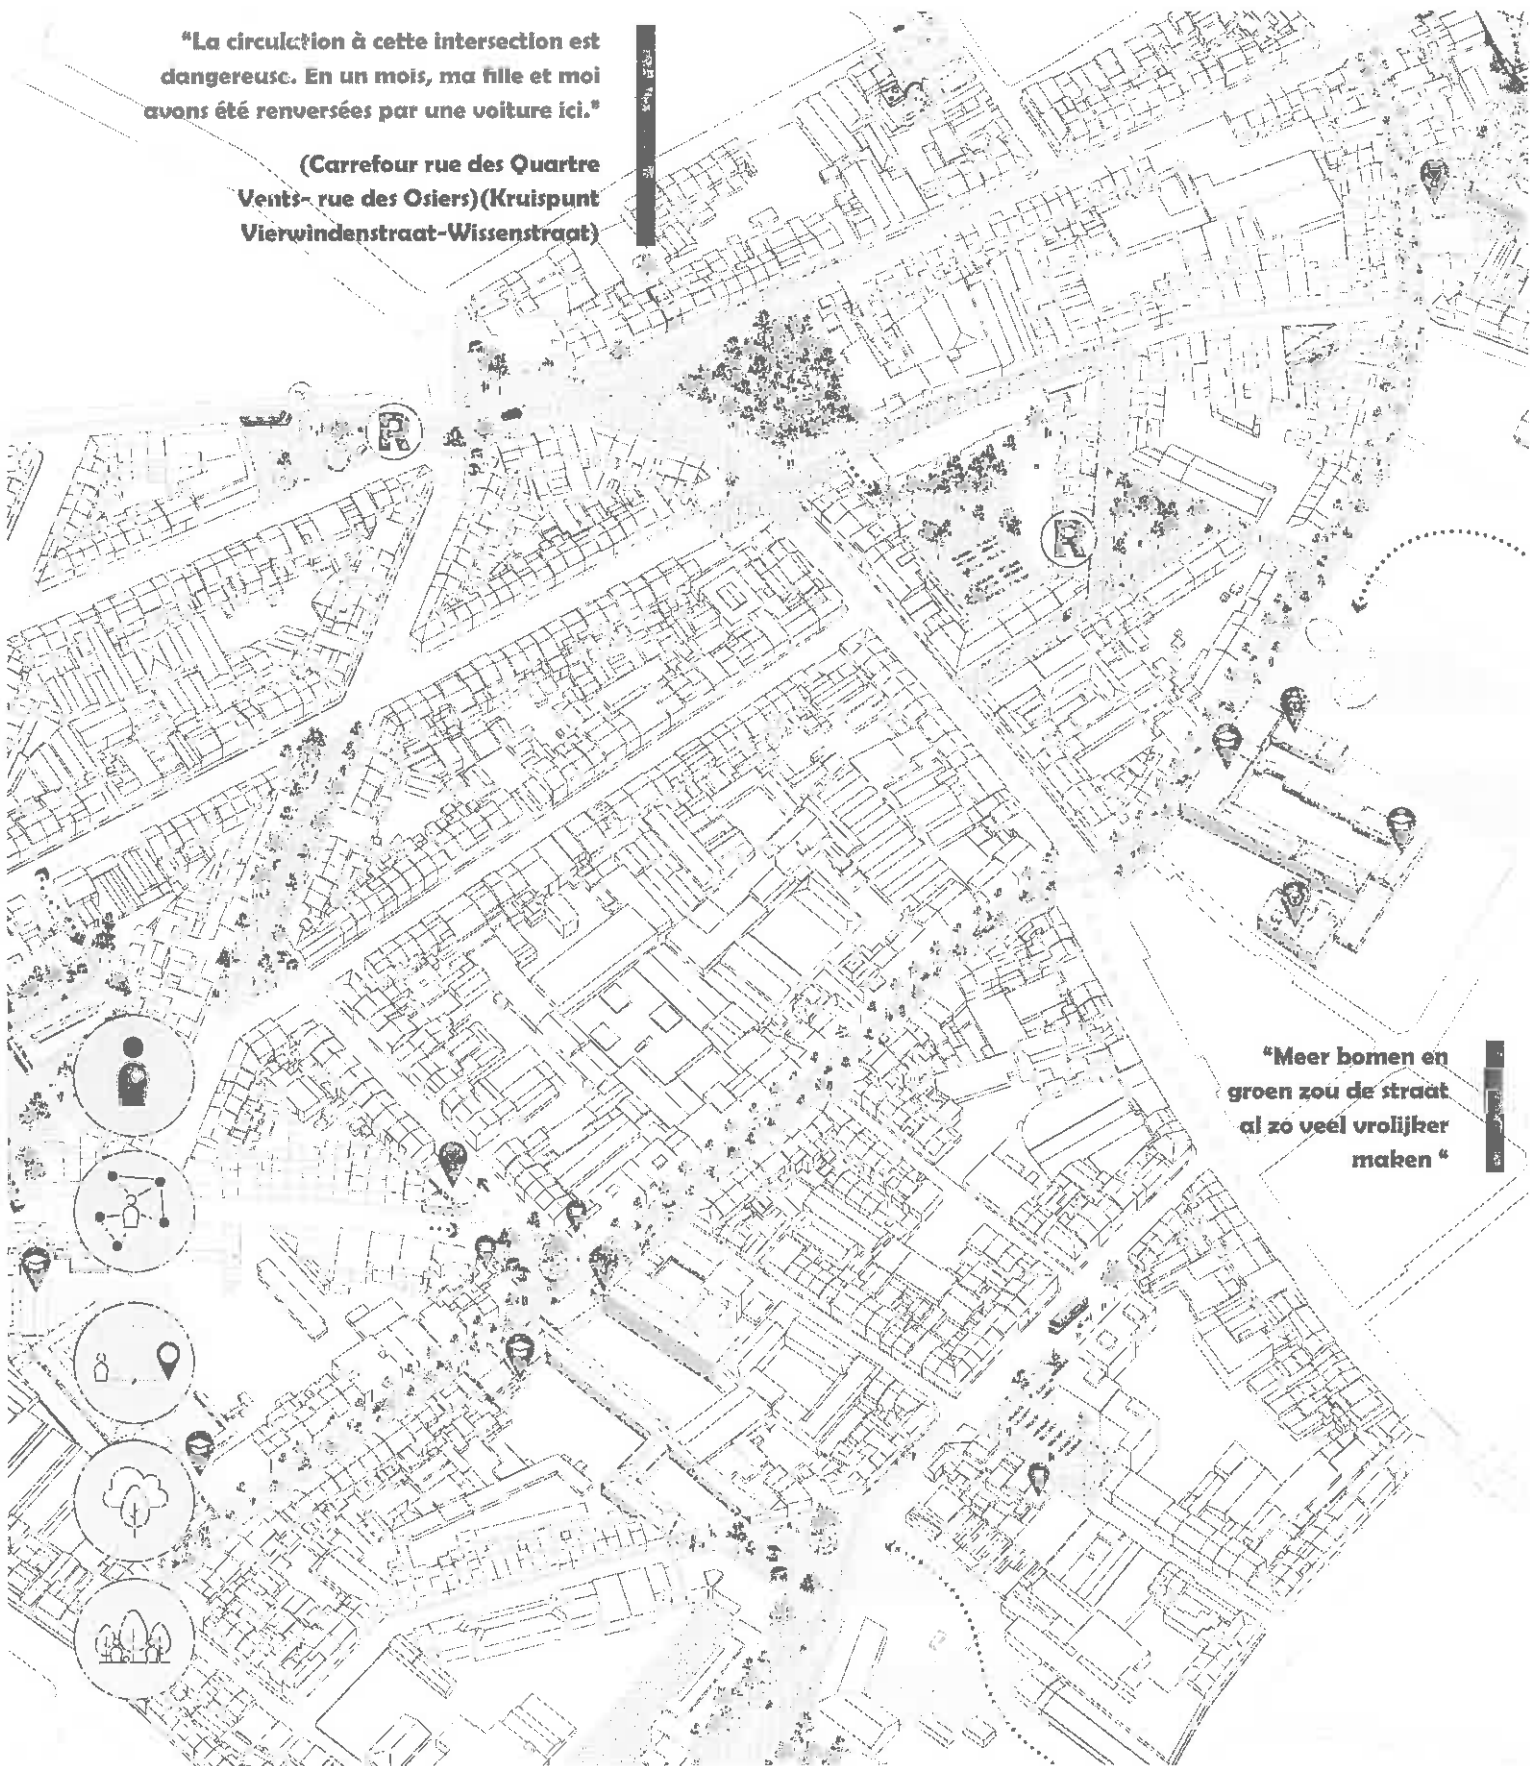 "La circulation à cette intersection est
dangereuse. En un mois, ma fille et moi
avons été renversées par une voiture ici."
(Carrefour rue des Quartre
Vents- rue des Osiers)(Kruispunt
Vierwindenstraat-Wissenstraat)
R
R
"Meer bomen en
groen zou de straat
al zo veel vrolijker
maken "